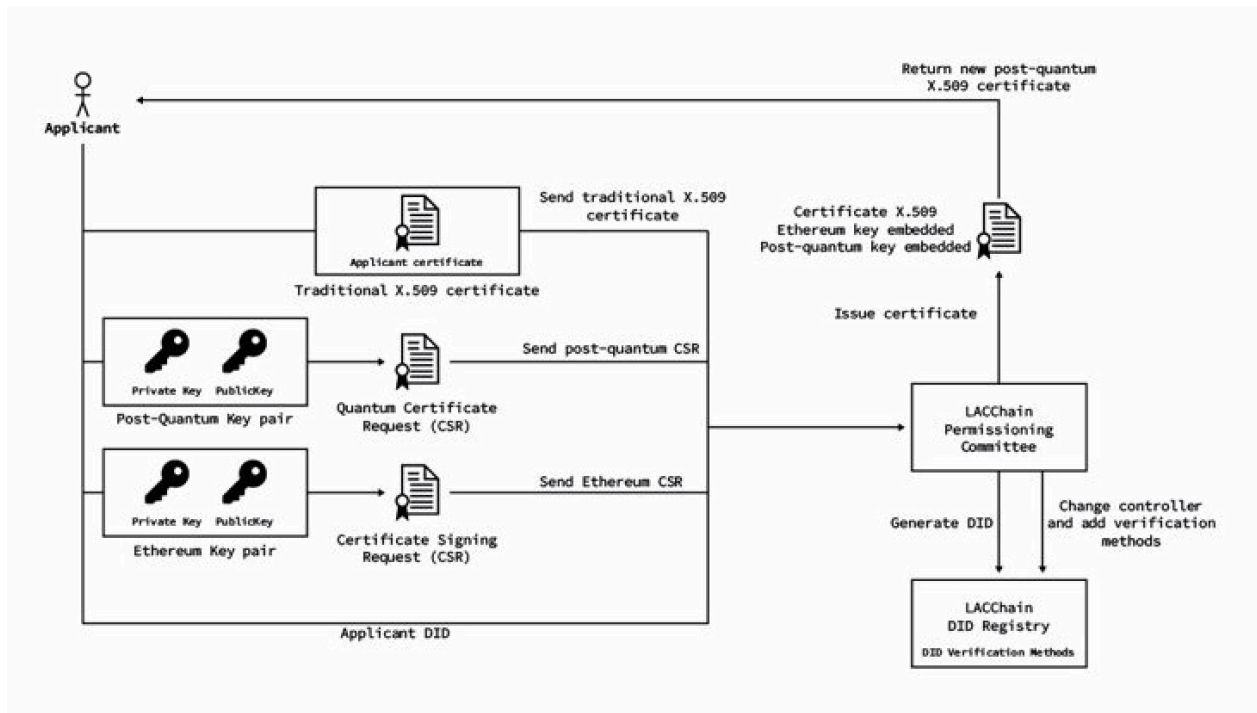 Return new post-quantum
X.509 certificate
Applicant
Send traditional X.509
certificate
Applicant certificate
Traditional X.509 certificate
Certificate X.509
Ethereum key embedded
Post-quantum key embedded
Issue certificate
Private Key
PublicKey
Post-Quantum Key pair
Send post-quantum CSR
Quantum Certificate
Request (CSR)
LACChain
Permissioning
Committee
Private Key
PublicKey
Ethereum Key pair
Send Ethereum CSR
Certificate Signing
Request (CSR)
Generate DID
Change controller
and add verification
methods
Applicant DID
LACChain
DID Registry
DID Verification Methods